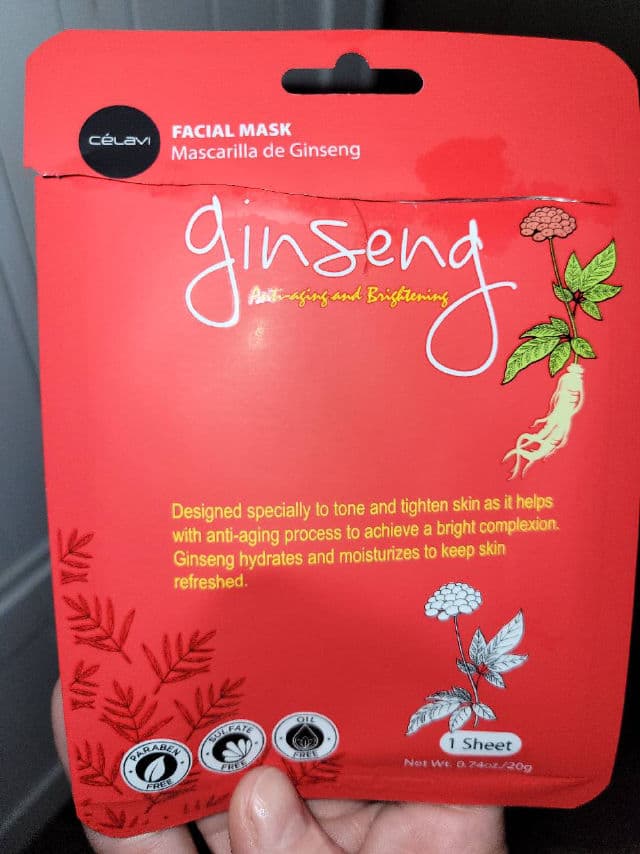 CéLaVI
FACIAL MASK
Mascarilla de Ginseng
ginseng
Anti-aging and Brightening
Designed specially to tone and tighten skin as it helps
with anti-aging process to achieve a bright complexion.
Ginseng hydrates and moisturizes to keep skin
refreshed.
PARABEN
FREE
SULFATE
FREE
OIL
FREE
1 Sheet
Net Wt. 0.74oz/20g